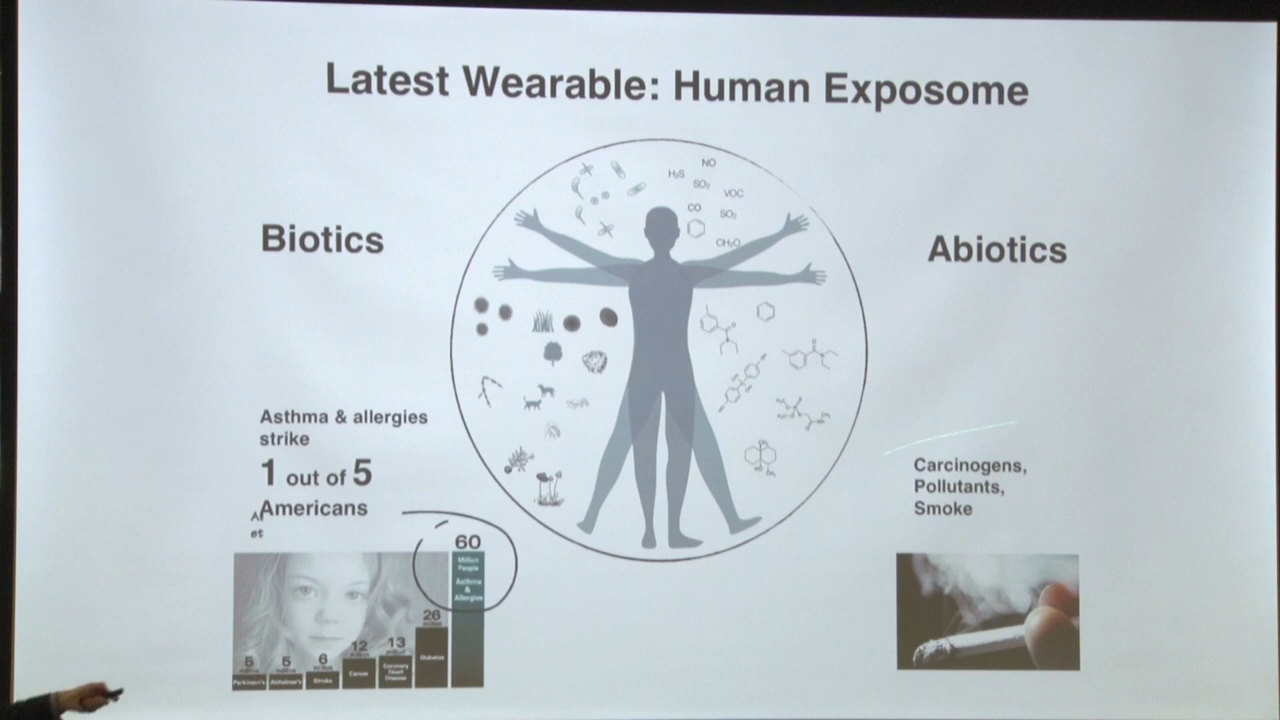 Latest Wearable: Human Exposome
NO
H₂S
SO₂
VOC
CO
SO₂
CH₂O
Biotics
Abiotics
Asthma & allergies
strike
1 out of 5
Americans
60
Million
People
Asthma
&
Allergies
26
Diabetes
13
Coronary
Heart
Disease
12
Cancer
6
Stroke
5
Alzheimer's
5
Parkinson's
Carcinogens,
Pollutants,
Smoke